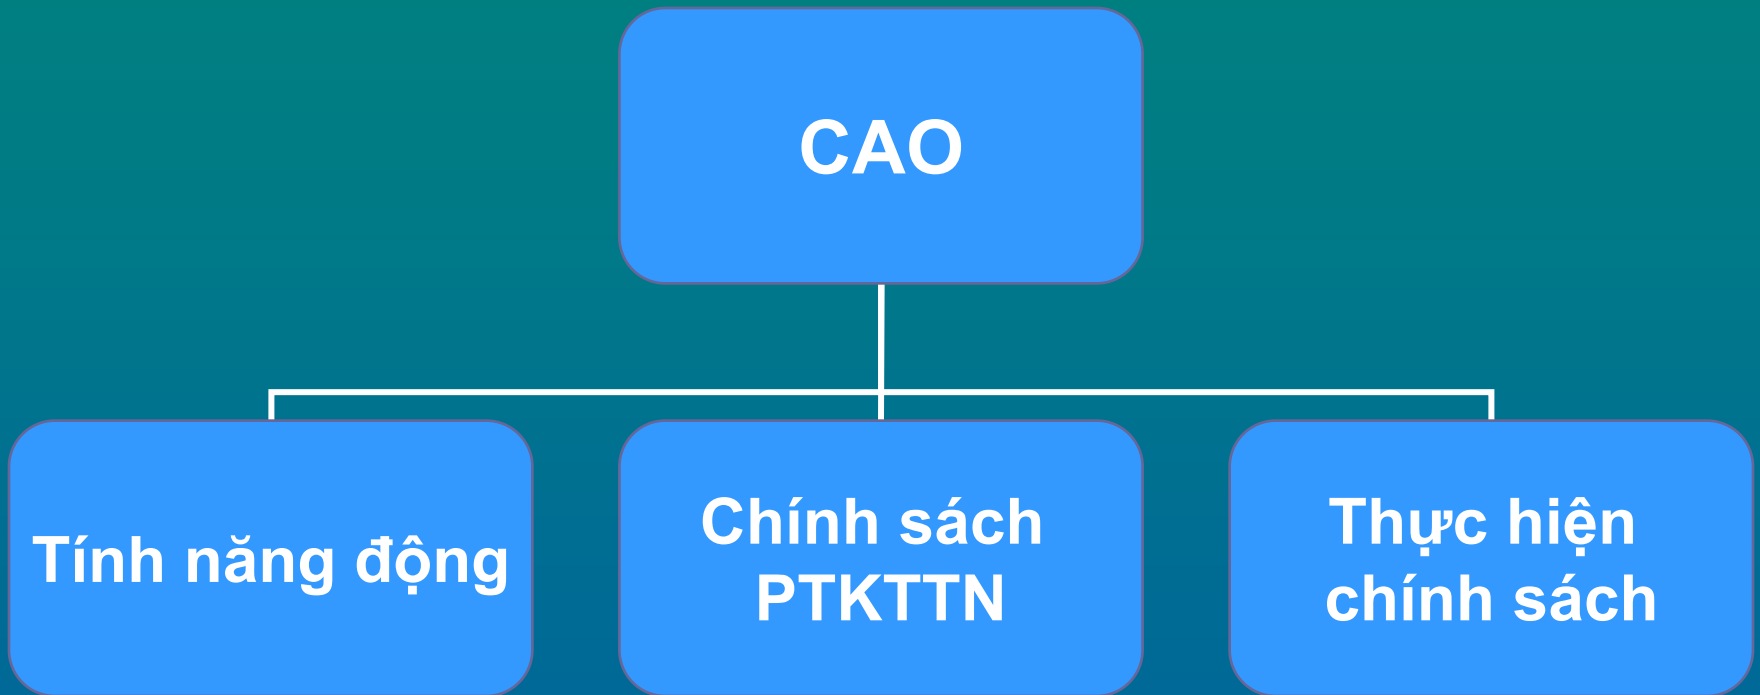 CAO
Tính năng động
Chính sách
PTKTTN
Thực hiện
chính sách